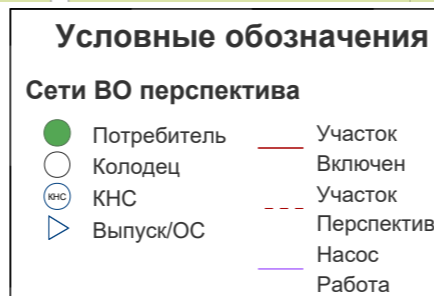 Условные обозначения
Сети ВО перспектива
Потребитель
Колодец
КНС КНС
Выпуск/ОС
Участок
Включен
Участок
Перспектив
Насос
Работа